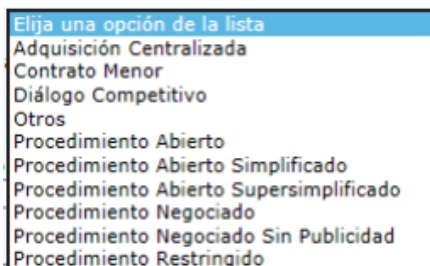 Elija una opción de la lista
Adquisición Centralizada
Contrato Menor
Diálogo Competitivo
Otros
Procedimiento Abierto
Procedimiento Abierto Simplificado
Procedimiento Abierto Supersimplificado
Procedimiento Negociado
Procedimiento Negociado Sin Publicidad
Procedimiento Restringido